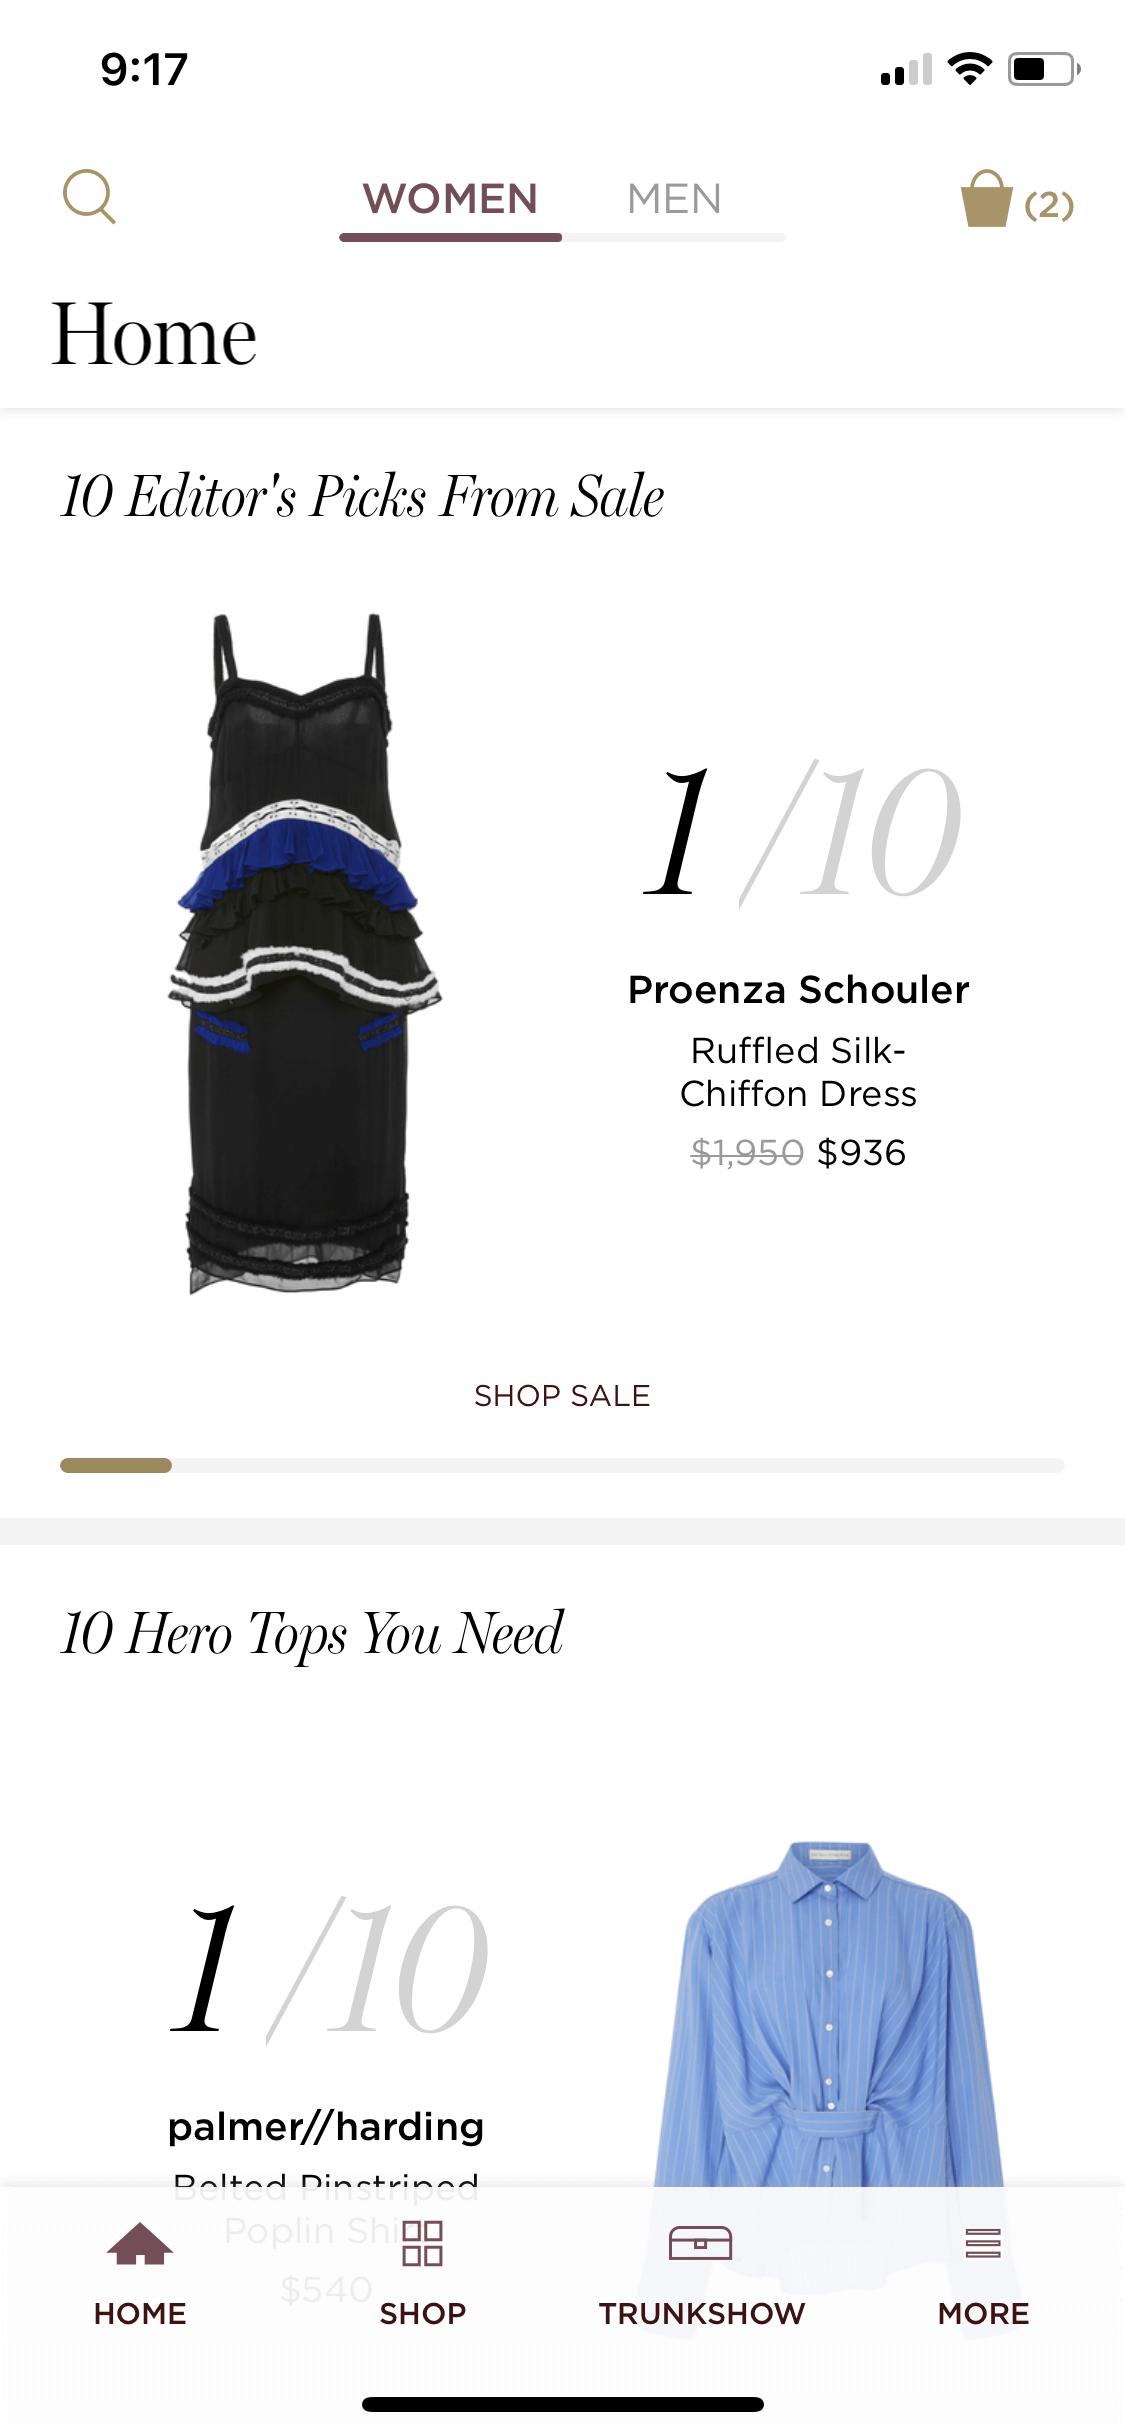 9:17
WOMEN MEN (2)
Home
10 Editor's Picks From Sale
1/10
Proenza Schouler
Ruffled Silk-
Chiffon Dress
$1,950 $936
SHOP SALE
10 Hero Tops You Need
1/10
palmer//harding
Belted Pinstriped
Poplin Shi
$540
HOME SHOP TRUNKSHOW MORE